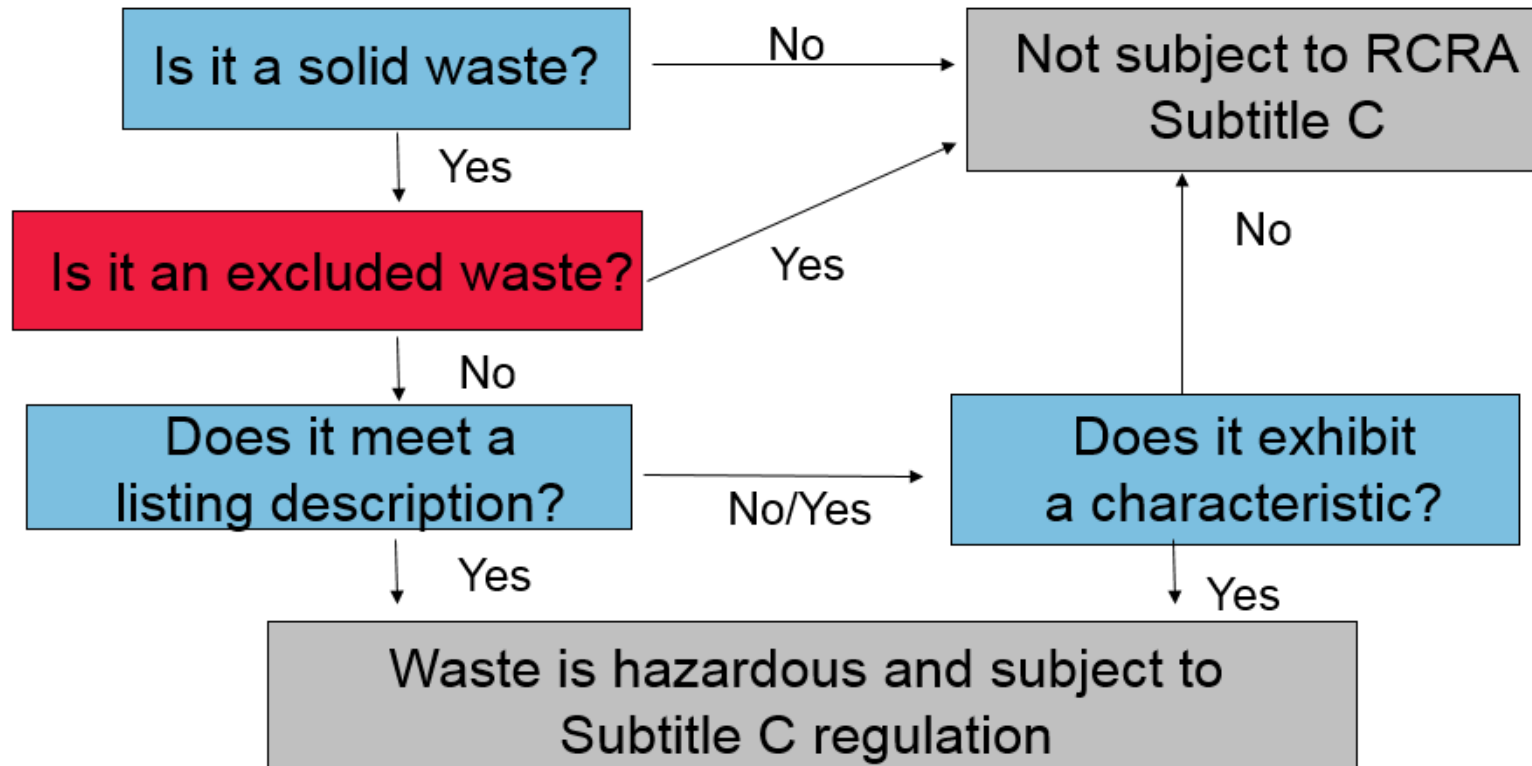 Is it a solid waste?
No
Not subject to RCRA
Subtitle C
Yes
Is it an excluded waste?
Yes
No
No
Does it meet a
listing description?
No/Yes
Does it exhibit
a characteristic?
Yes
Yes
Waste is hazardous and subject to
Subtitle C regulation